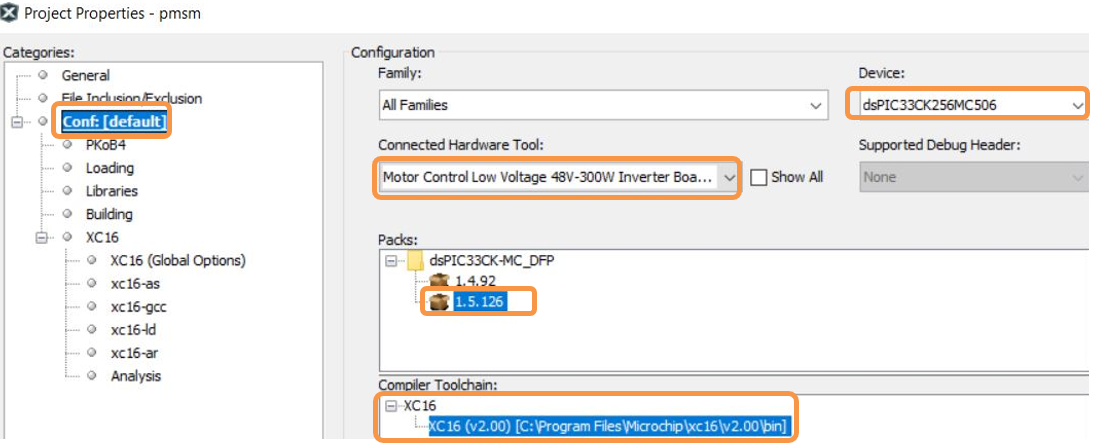 Project Properties - pmsm
Categories:
General
File Inclusion/Exclusion
Conf: [default]
PKoB4
Loading
Libraries
Building
XC16
XC16 (Global Options)
xc16-as
xc16-gcc
xc16-ld
xc16-ar
Analysis
Configuration
Family:
Device:
All Families
dsPIC33CK256MC506
Connected Hardware Tool:
Supported Debug Header:
Motor Control Low Voltage 48V-300W Inverter Boa...
Show All
None
Packs:
dsPIC33CK-MC_DFP
1.4.92
1.5.126
Compiler Toolchain:
XC16
XC16 (v2.00) [C:\Program Files\Microchip\xc16\v2.00\bin]